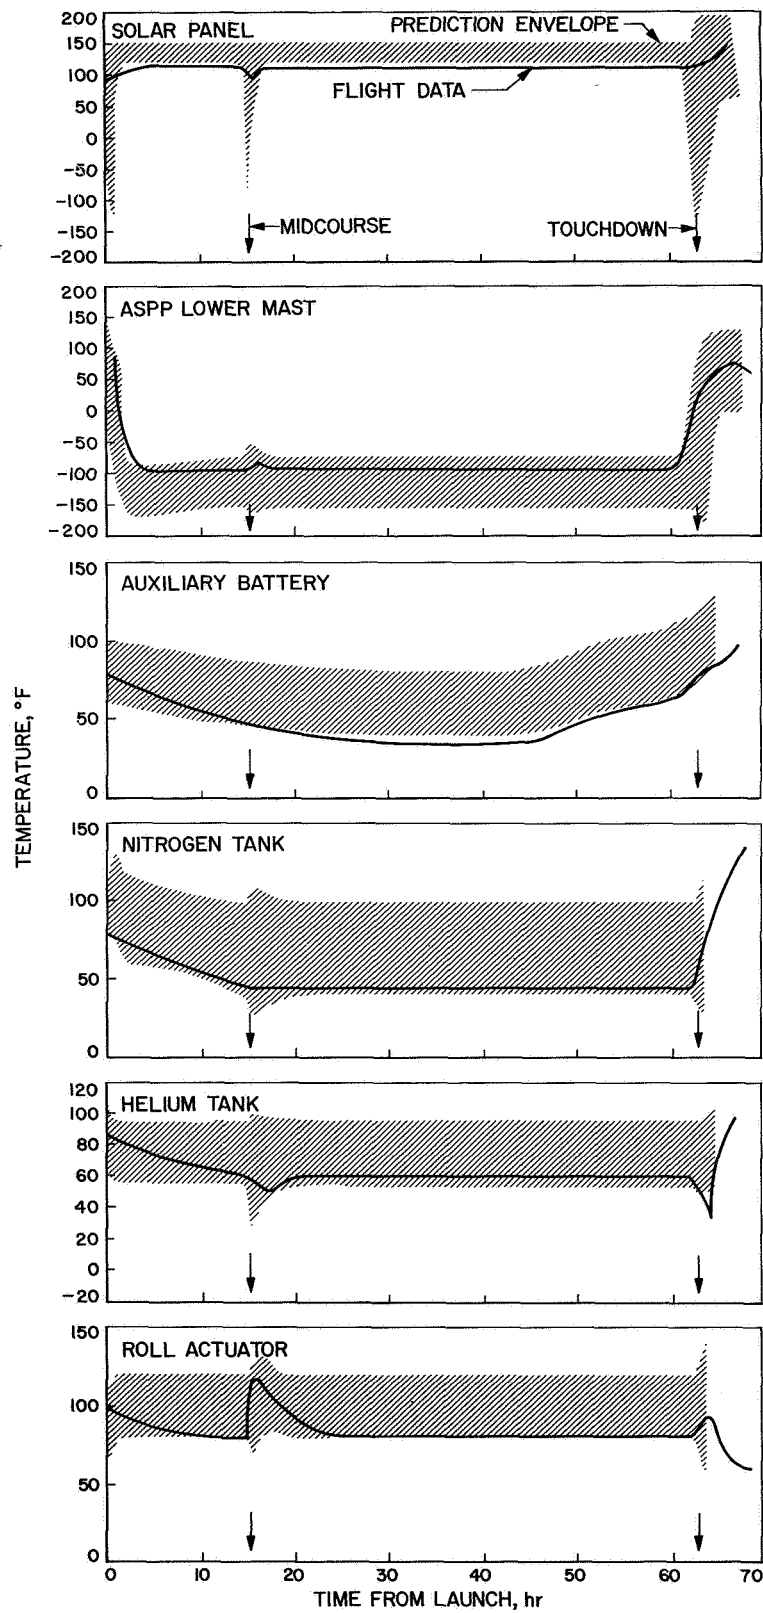 200
SOLAR PANEL
PREDICTION ENVELOPE
150
100
FLIGHT DATA
50
0
-50
-100
-150
MIDCOURSE
TOUCHDOWN
-200
200
ASPP LOWER MAST
150
100
50
0
-50
-100
-150
-200
150
AUXILIARY BATTERY
100
50
0
TEMPERATURE, °F
150
NITROGEN TANK
100
50
0
120
HELIUM TANK
100
80
60
40
20
0
-20
150
ROLL ACTUATOR
100
50
0
0 10 20 30 40 50 60 70
TIME FROM LAUNCH, hr